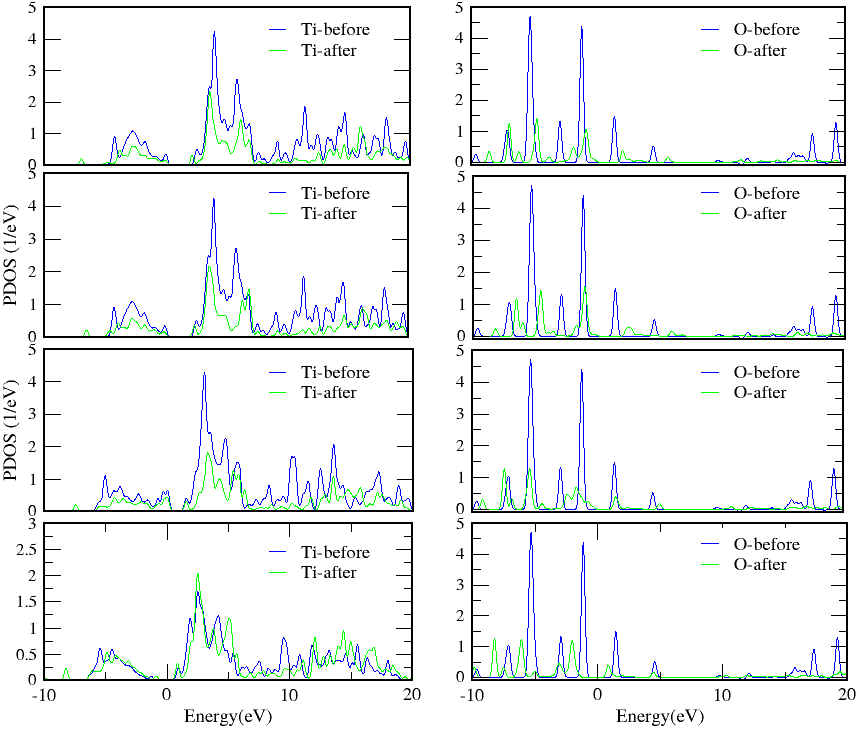 5
4
3
2
1
0
Ti-before
Ti-after
5
4
3
2
1
0
O-before
O-after
PDOS (1/eV)
5
4
3
2
1
0
Ti-before
Ti-after
5
4
3
2
1
0
O-before
O-after
PDOS (1/eV)
5
4
3
2
1
0
Ti-before
Ti-after
5
4
3
2
1
0
O-before
O-after
3
2.5
2
1.5
1
0.5
0
Ti-before
Ti-after
-10 0 10 20
Energy(eV)
5
4
3
2
1
0
O-before
O-after
-10 0 10 20
Energy(eV)